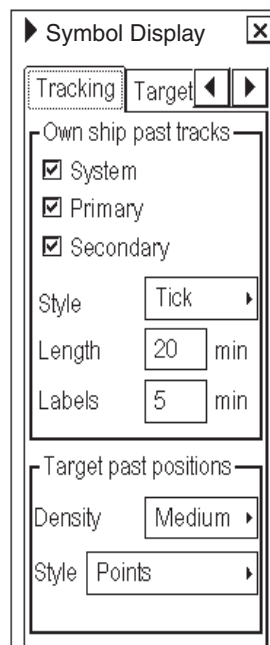 Symbol Display
Tracking Target
Own ship past tracks
System
Primary
Secondary
Style Tick
Length 20 min
Labels 5 min
Target past positions
Density Medium
Style Points